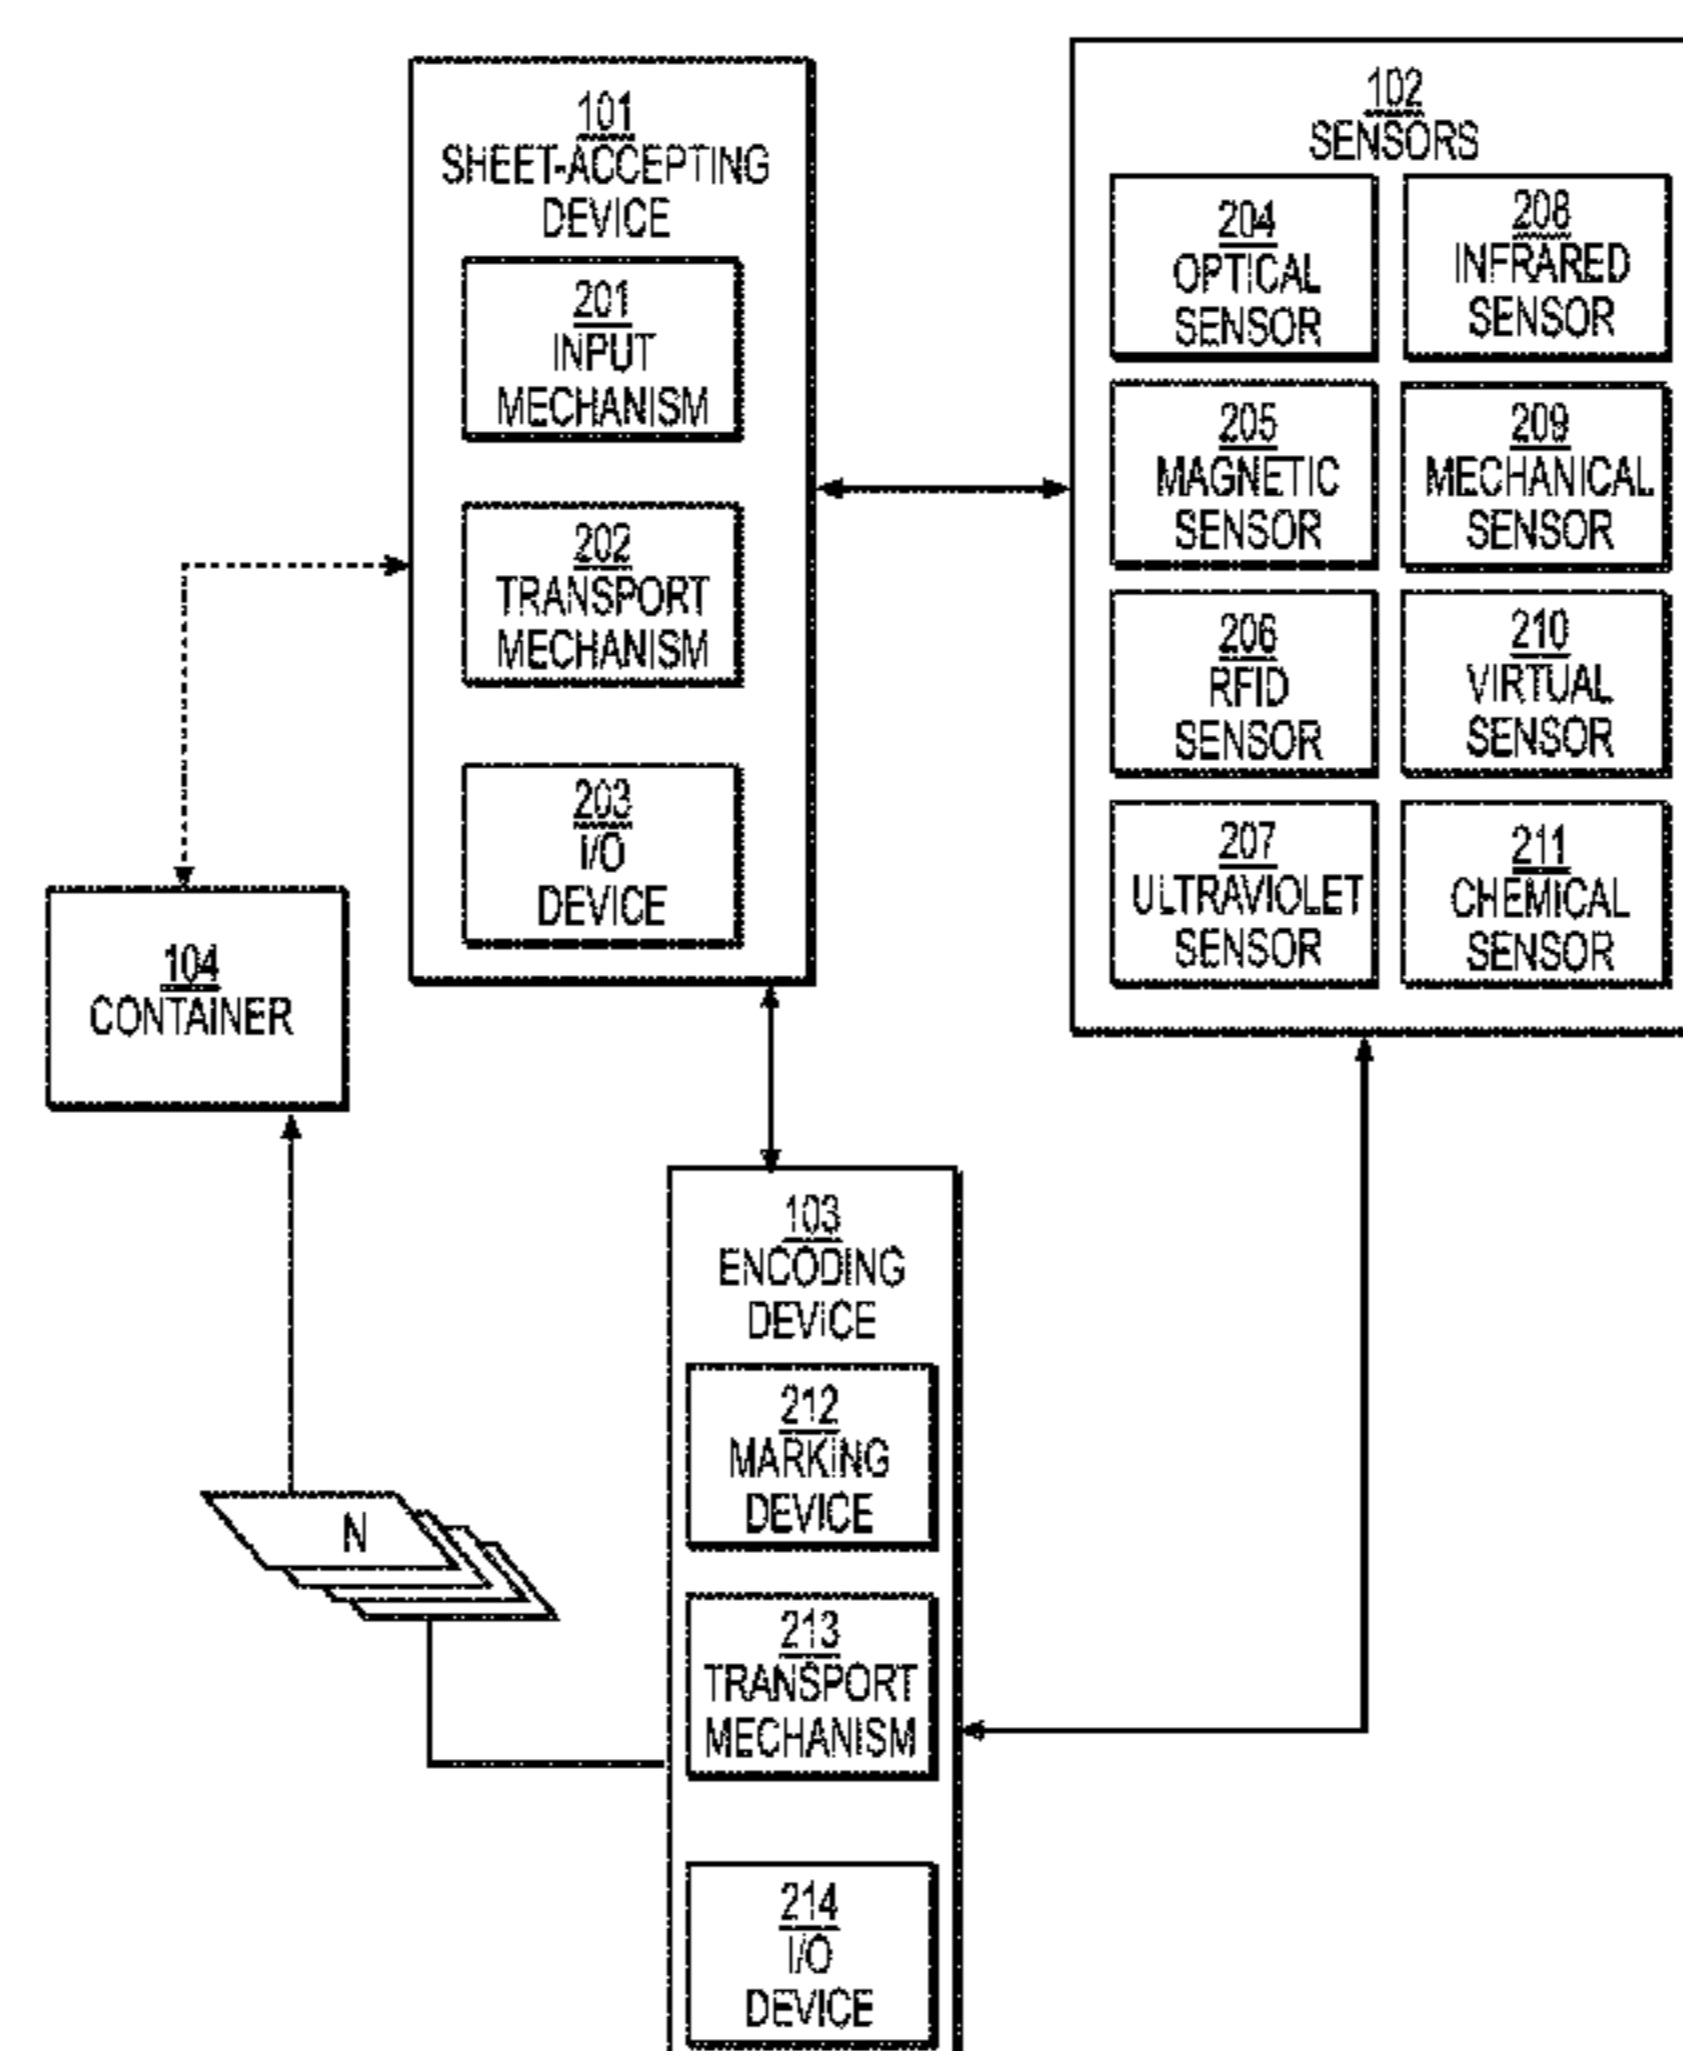 101
SHEET-ACCEPTING
DEVICE
201
INPUT
MECHANISM
202
TRANSPORT
MECHANISM
203
I/O
DEVICE
102
SENSORS
204
OPTICAL
SENSOR
208
INFRARED
SENSOR
205
MAGNETIC
SENSOR
209
MECHANICAL
SENSOR
206
RFID
SENSOR
210
VIRTUAL
SENSOR
207
ULTRAVIOLET
SENSOR
211
CHEMICAL
SENSOR
104
CONTAINER
103
ENCODING
DEVICE
212
MARKING
DEVICE
N
213
TRANSPORT
MECHANISM
214
I/O
DEVICE